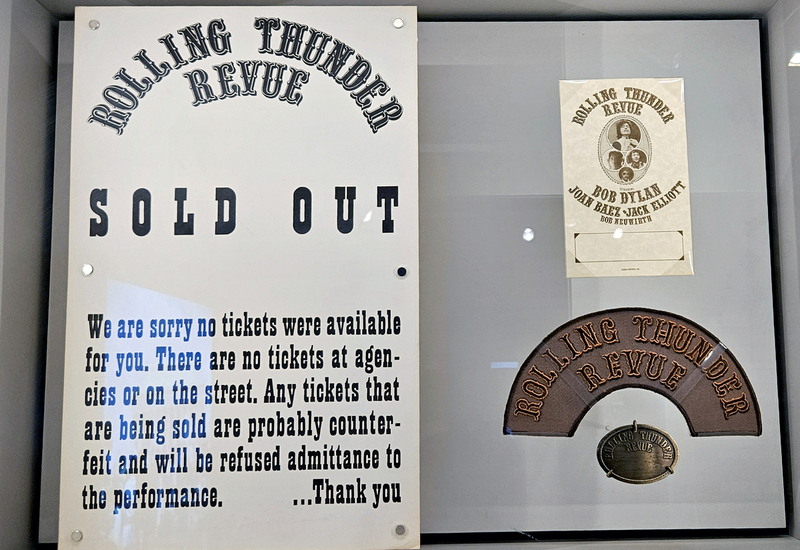 ROLLING THUNDER
REVUE
SOLD OUT
We are sorry no tickets were available
for you. There are no tickets at agen-
cies or on the street. Any tickets that
are being sold are probably counter-
feit and will be refused admittance to
the performance. ...Thank you
ROLLING THUNDER
REVUE
BOB DYLAN
JOAN BAEZ • JACK ELLIOTT
BOB NEUWIRTH
ROLLING THUNDER
REVUE
ROLLING THUNDER
REVUE